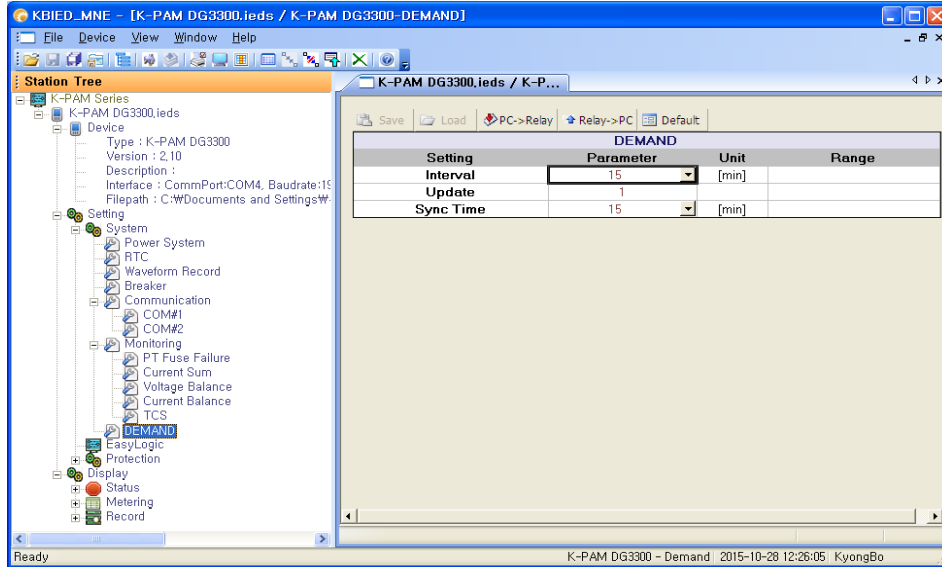 KBIED_MNE - [K-PAM DG3300.ieds / K-PAM DG3300-DEMAND]
File Device View Window Help
Station Tree
K-PAM DG3300.ieds / K-P...
K-PAM Series
K-PAM DG3300.ieds
Device
Type : K-PAM DG3300
Version : 2,10
Description :
Interface : CommPort:COM4, Baudrate:19
Filepath : C:₩Documents and Settings₩
Setting
System
Power System
RTC
Waveform Record
Breaker
Communication
COM#1
COM#2
Monitoring
PT Fuse Failure
Current Sum
Voltage Balance
Current Balance
TCS
DEMAND
EasyLogic
Protection
Display
Status
Metering
Record
Save Load PC->Relay Relay->PC Default
DEMAND
Setting Parameter Unit Range
Interval 15 [min]
Update 1
Sync Time 15 [min]
Ready K-PAM DG3300 - Demand 2015-10-28 12:26:05 KyongBo